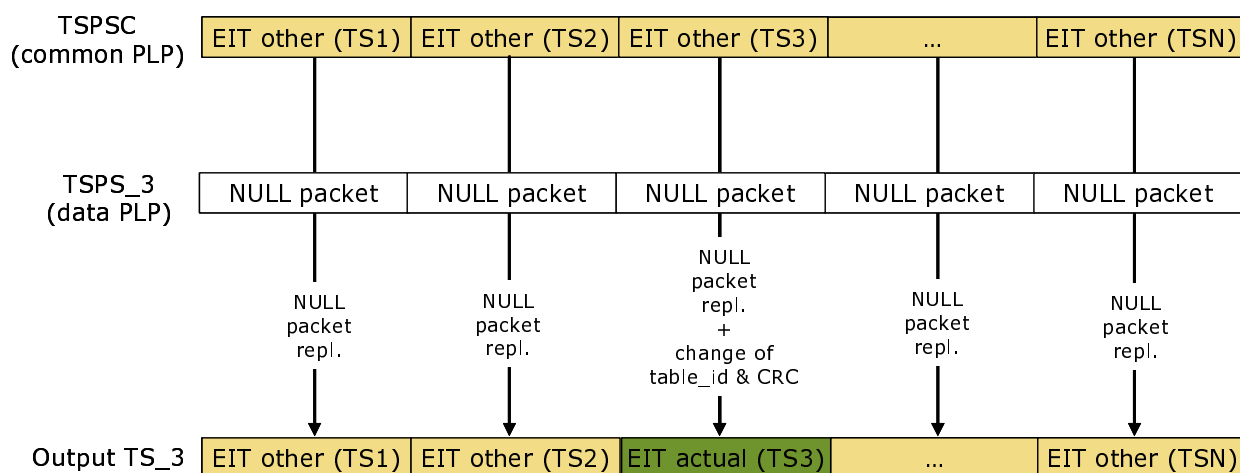 TSPSC
(common PLP)
EIT other (TS1) EIT other (TS2) EIT other (TS3) ... EIT other (TSN)
TSPS_3
(data PLP)
NULL packet NULL packet NULL packet NULL packet NULL packet
NULL
packet
repl.
NULL
packet
repl.
NULL
packet
repl.
+
change of
table_id & CRC
NULL
packet
repl.
NULL
packet
repl.
Output TS_3
EIT other (TS1) EIT other (TS2) EIT actual (TS3) ... EIT other (TSN)